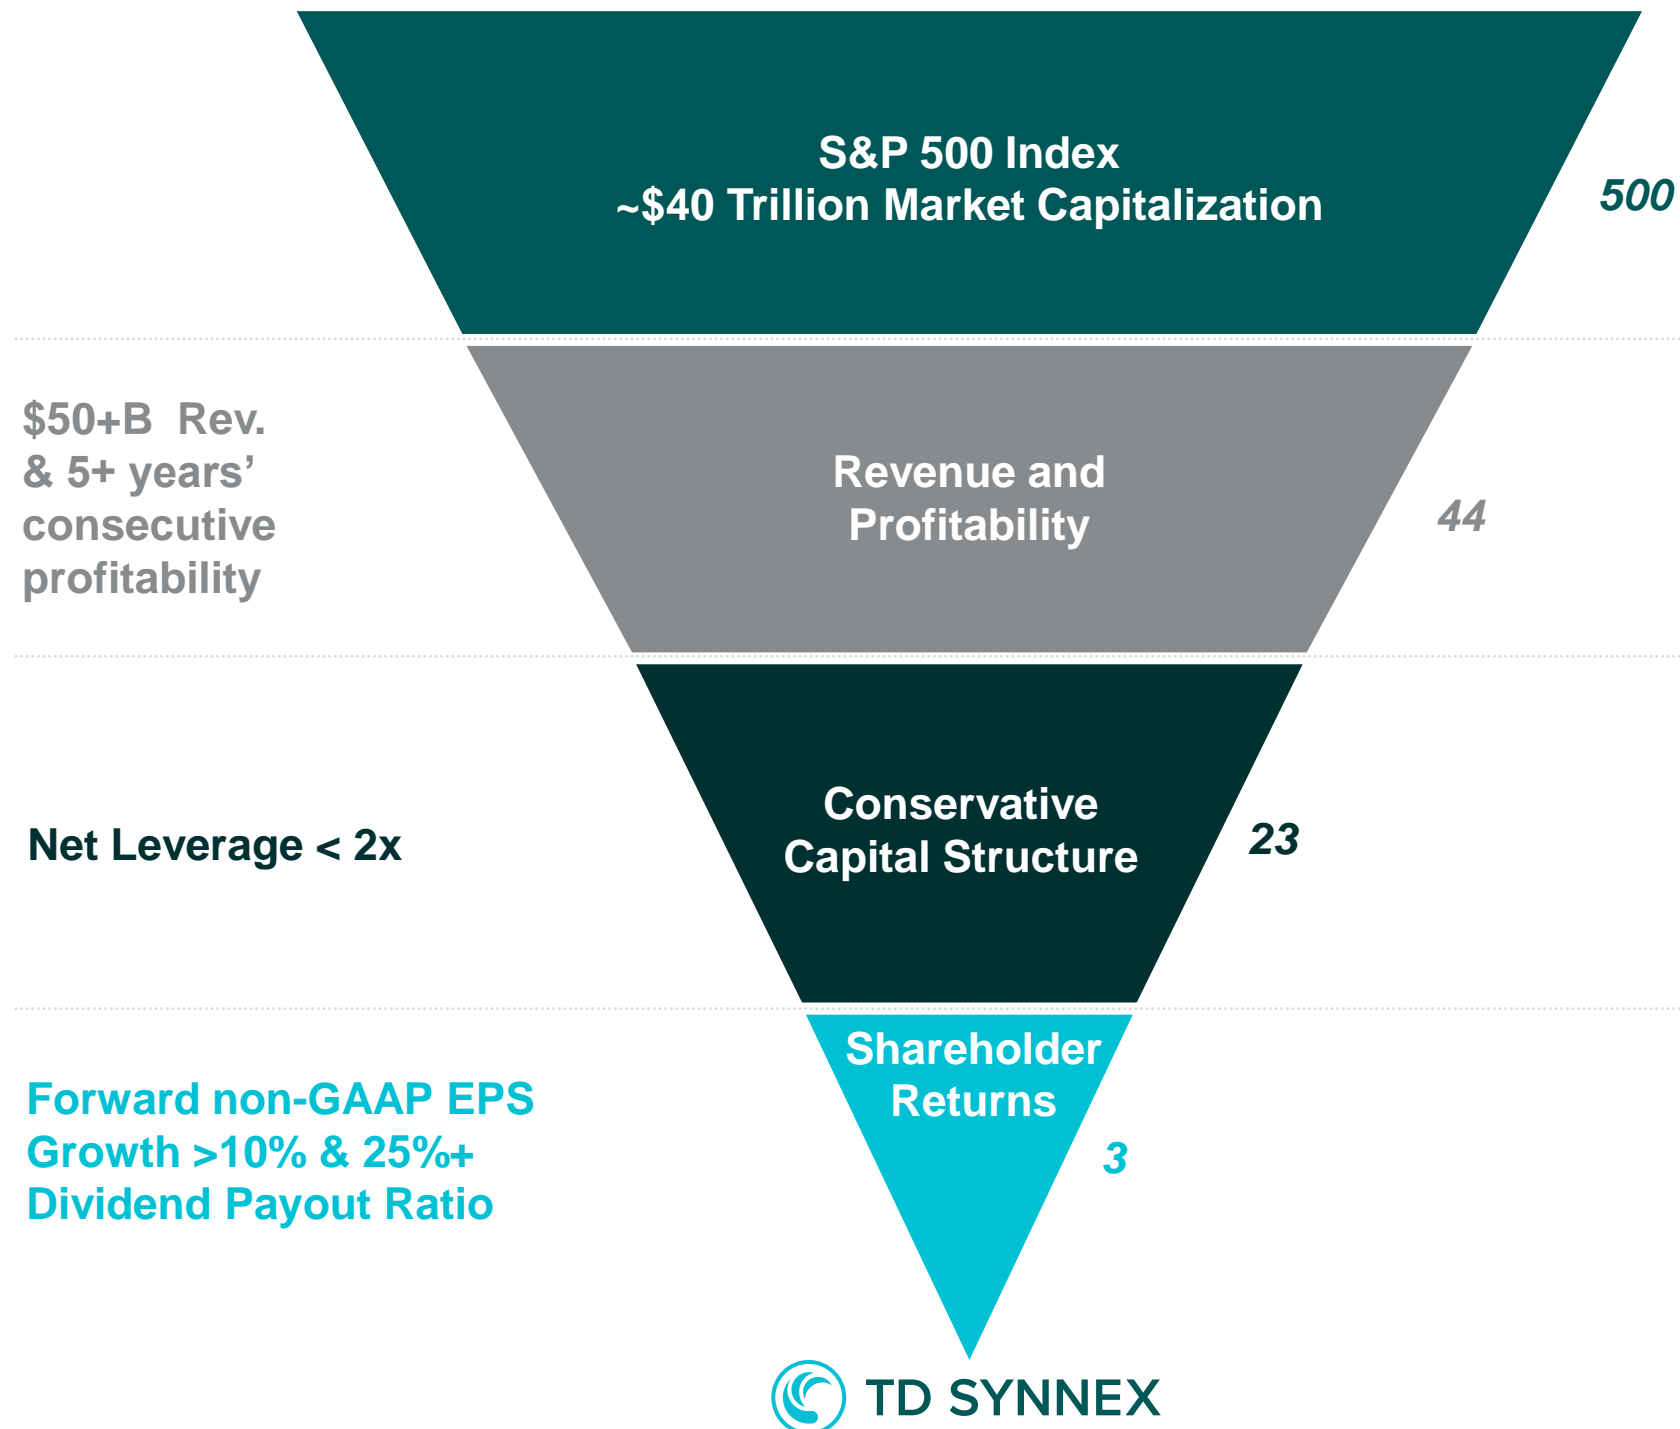 S&P 500 Index
~$40 Trillion Market Capitalization
500
$50+B  Rev.
& 5+ years’
consecutive
profitability
Revenue and
Profitability
44
Net Leverage < 2x
Conservative
Capital Structure
23
Forward non-GAAP EPS
Growth >10% & 25%+
Dividend Payout Ratio
Shareholder
Returns
3
TD SYNNEX